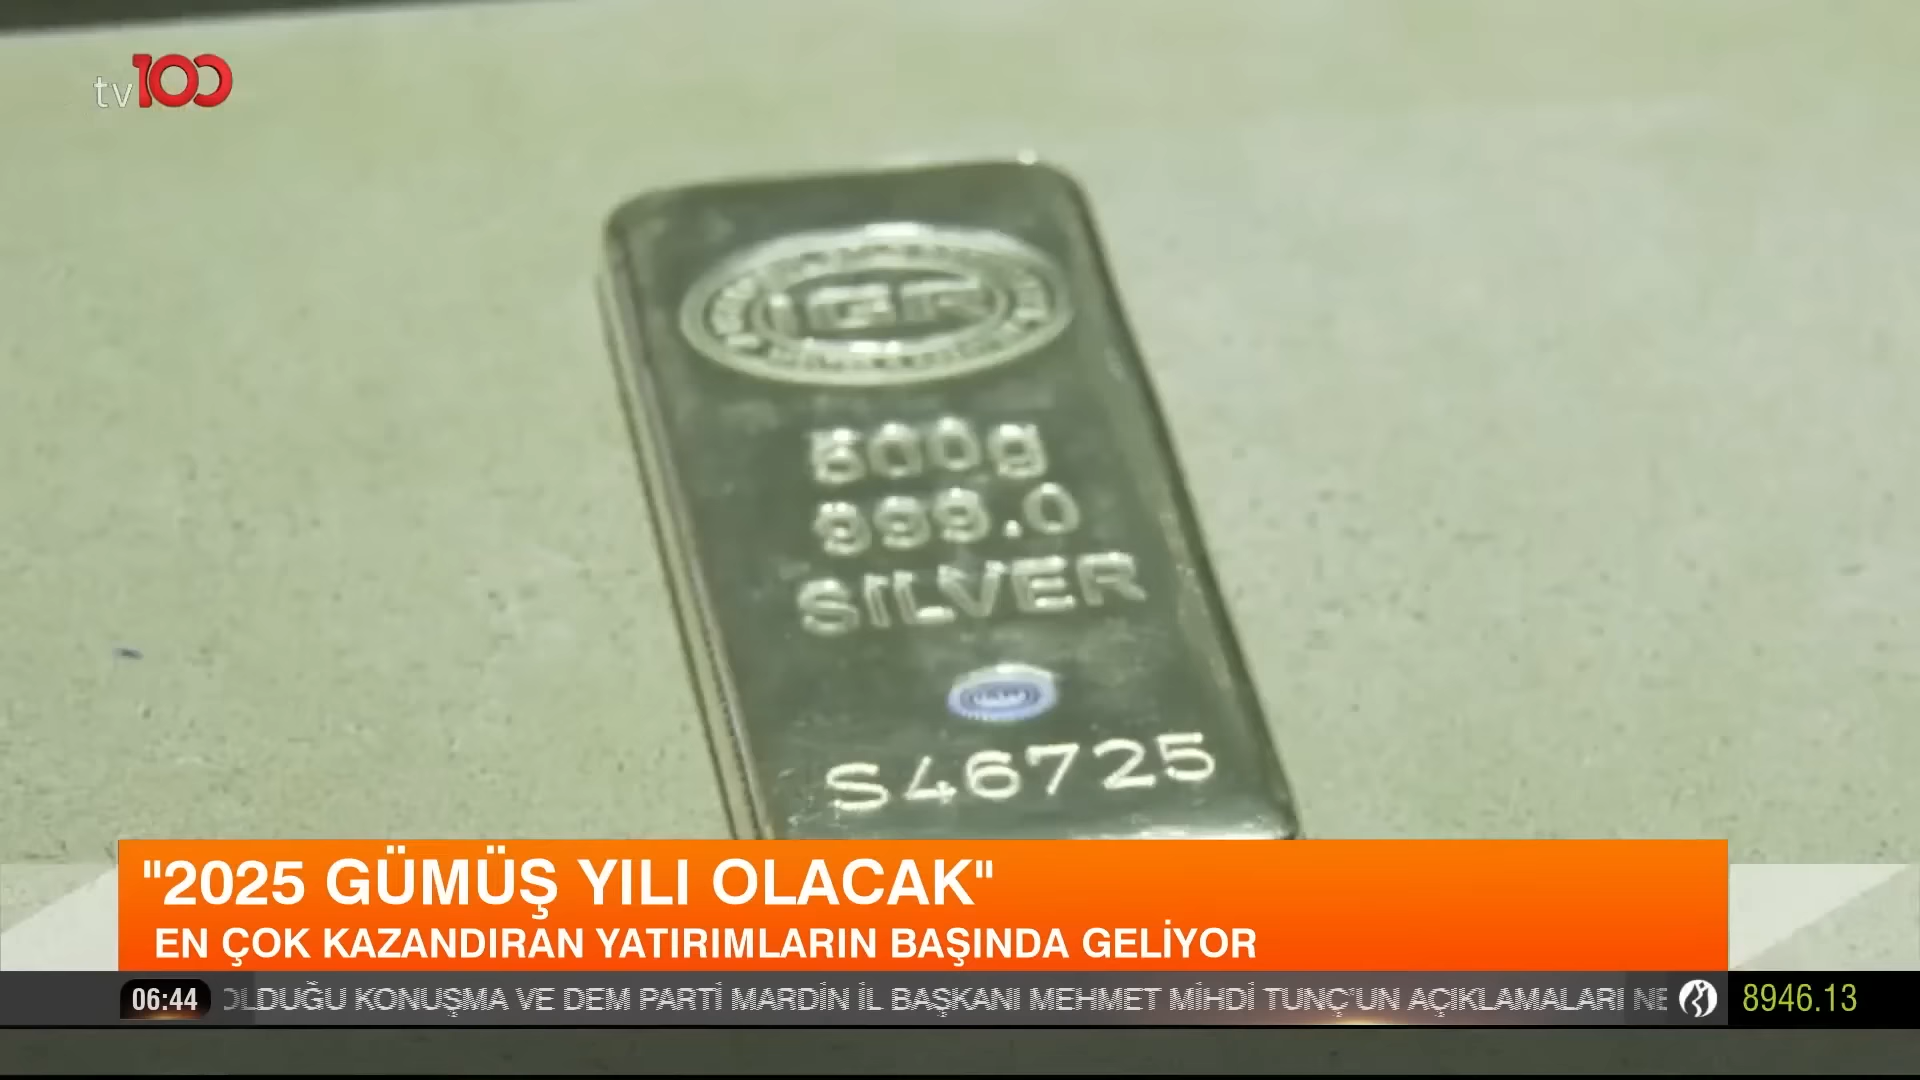 tv100
IGR
500g
999.0
SILVER
S46725
"2025 GÜMÜŞ YILI OLACAK"
EN ÇOK KAZANDIRAN YATIRIMLARIN BAŞINDA GELİYOR
06:44 OLDUĞU KONUŞMA VE DEM PARTİ MARDİN İL BAŞKANI MEHMET MİHDİ TUNÇ'UN AÇIKLAMALARI NE 8946.13